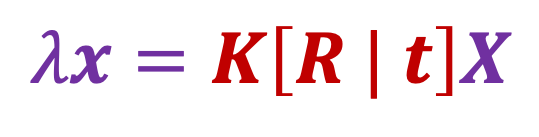 λx = K[R | t]X